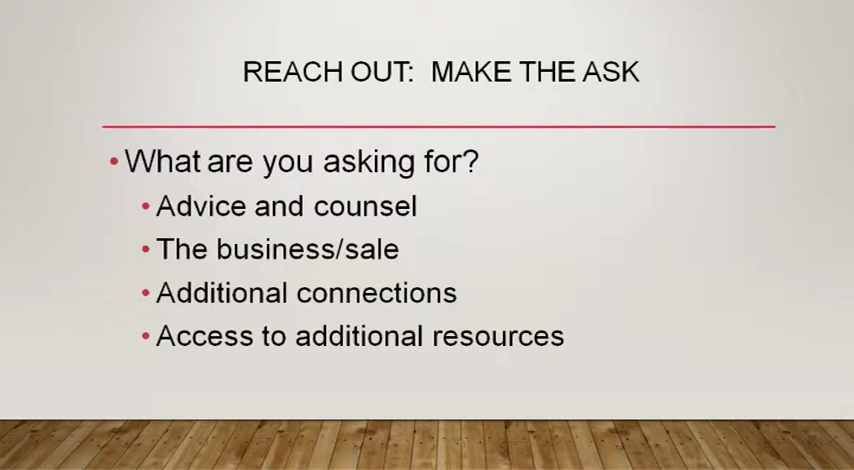 REACH OUT:  MAKE THE ASK
• What are you asking for?
• Advice and counsel
• The business/sale
• Additional connections
• Access to additional resources